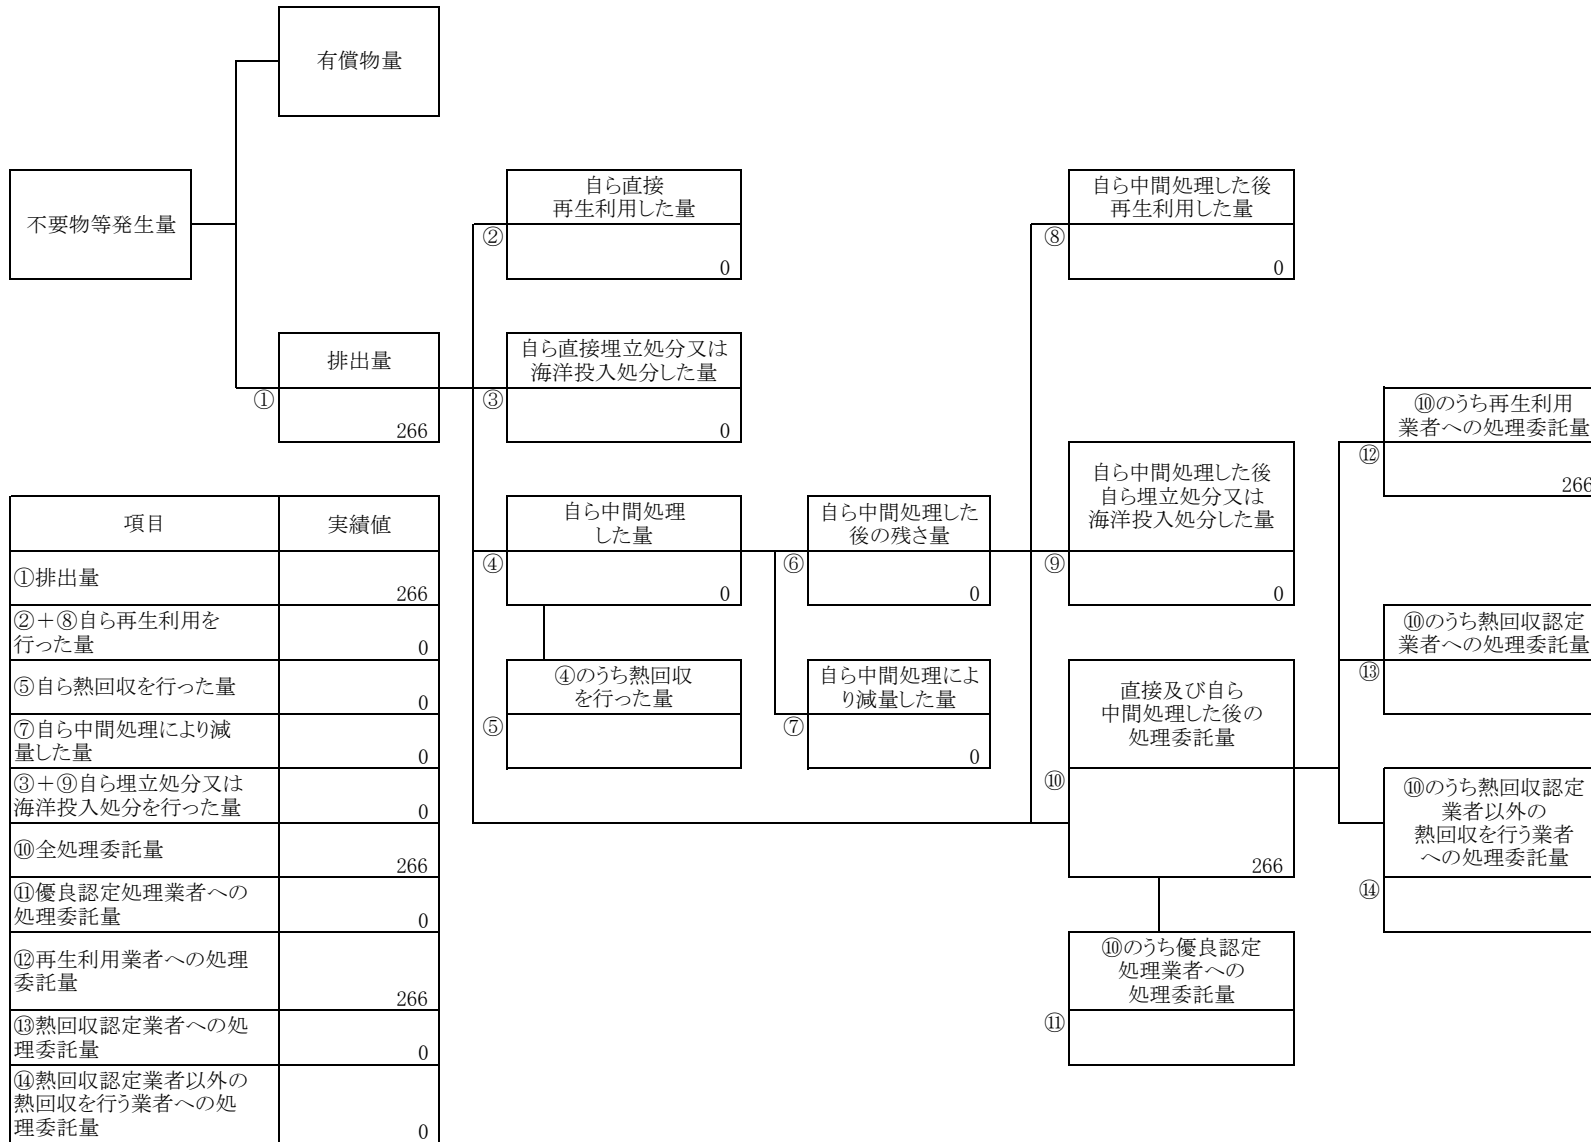 有償物量
不要物等発生量
排出量
①
266
自ら直接
再生利用した量
②
0
自ら直接埋立処分又は
海洋投入処分した量
③
0
自ら中間処理
した量
④
0
④のうち熱回収
を行った量
⑤
自ら中間処理した
後の残さ量
⑥
0
自ら中間処理によ
り減量した量
⑦
0
自ら中間処理した後
再生利用した量
⑧
0
自ら中間処理した後
自ら埋立処分又は
海洋投入処分した量
⑨
0
直接及び自ら
中間処理した後の
処理委託量
⑩
266
⑩のうち優良認定
処理業者への
処理委託量
⑪
⑩のうち再生利用
業者への処理委託量
⑫
266
⑩のうち熱回収認定
業者への処理委託量
⑬
⑩のうち熱回収認定
業者以外の
熱回収を行う業者
への処理委託量
⑭
項目 実績値
①排出量
266
②＋⑧自ら再生利用を
行った量 0
⑤自ら熱回収を行った量
0
⑦自ら中間処理により減
量した量 0
③＋⑨自ら埋立処分又は
海洋投入処分を行った量 0
⑩全処理委託量
266
⑪優良認定処理業者への
処理委託量 0
⑫再生利用業者への処理
委託量
266
⑬熱回収認定業者への処
理委託量 0
⑭熱回収認定業者以外の
熱回収を行う業者への処
理委託量 0